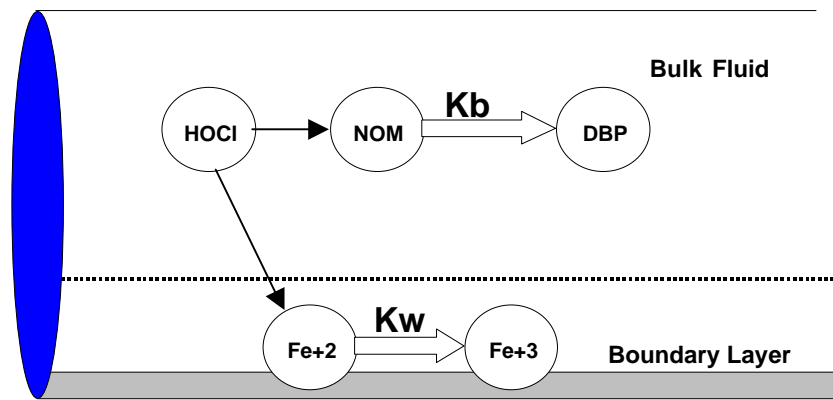 Bulk Fluid
Kb
HOCl
NOM
DBP
Kw
Fe+2
Fe+3
Boundary Layer